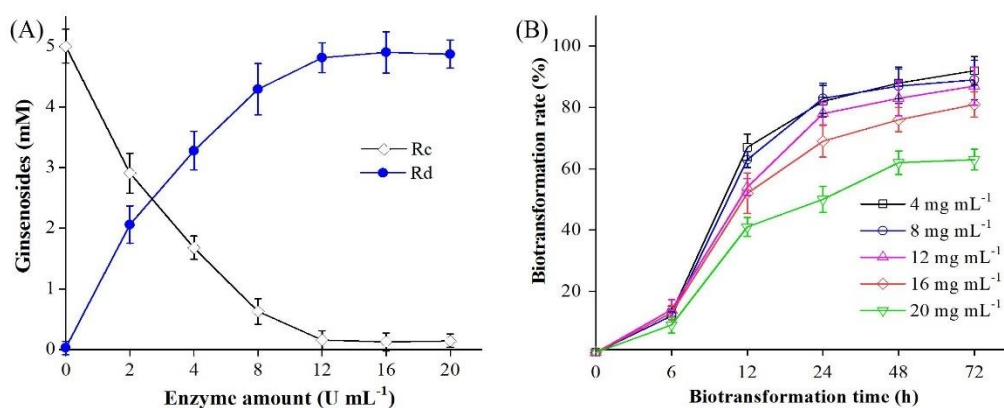 (A)
Ginsenosides (mM)
5
4
3
2
1
0
Rc
Rd
0 2 4 8 12 16 20
Enzyme amount (U mL⁻¹)
(B)
Biotransformation rate (%)
100
80
60
40
20
4 mg mL⁻¹
8 mg mL⁻¹
12 mg mL⁻¹
16 mg mL⁻¹
20 mg mL⁻¹
0 6 12 24 48 72
Biotransformation time (h)